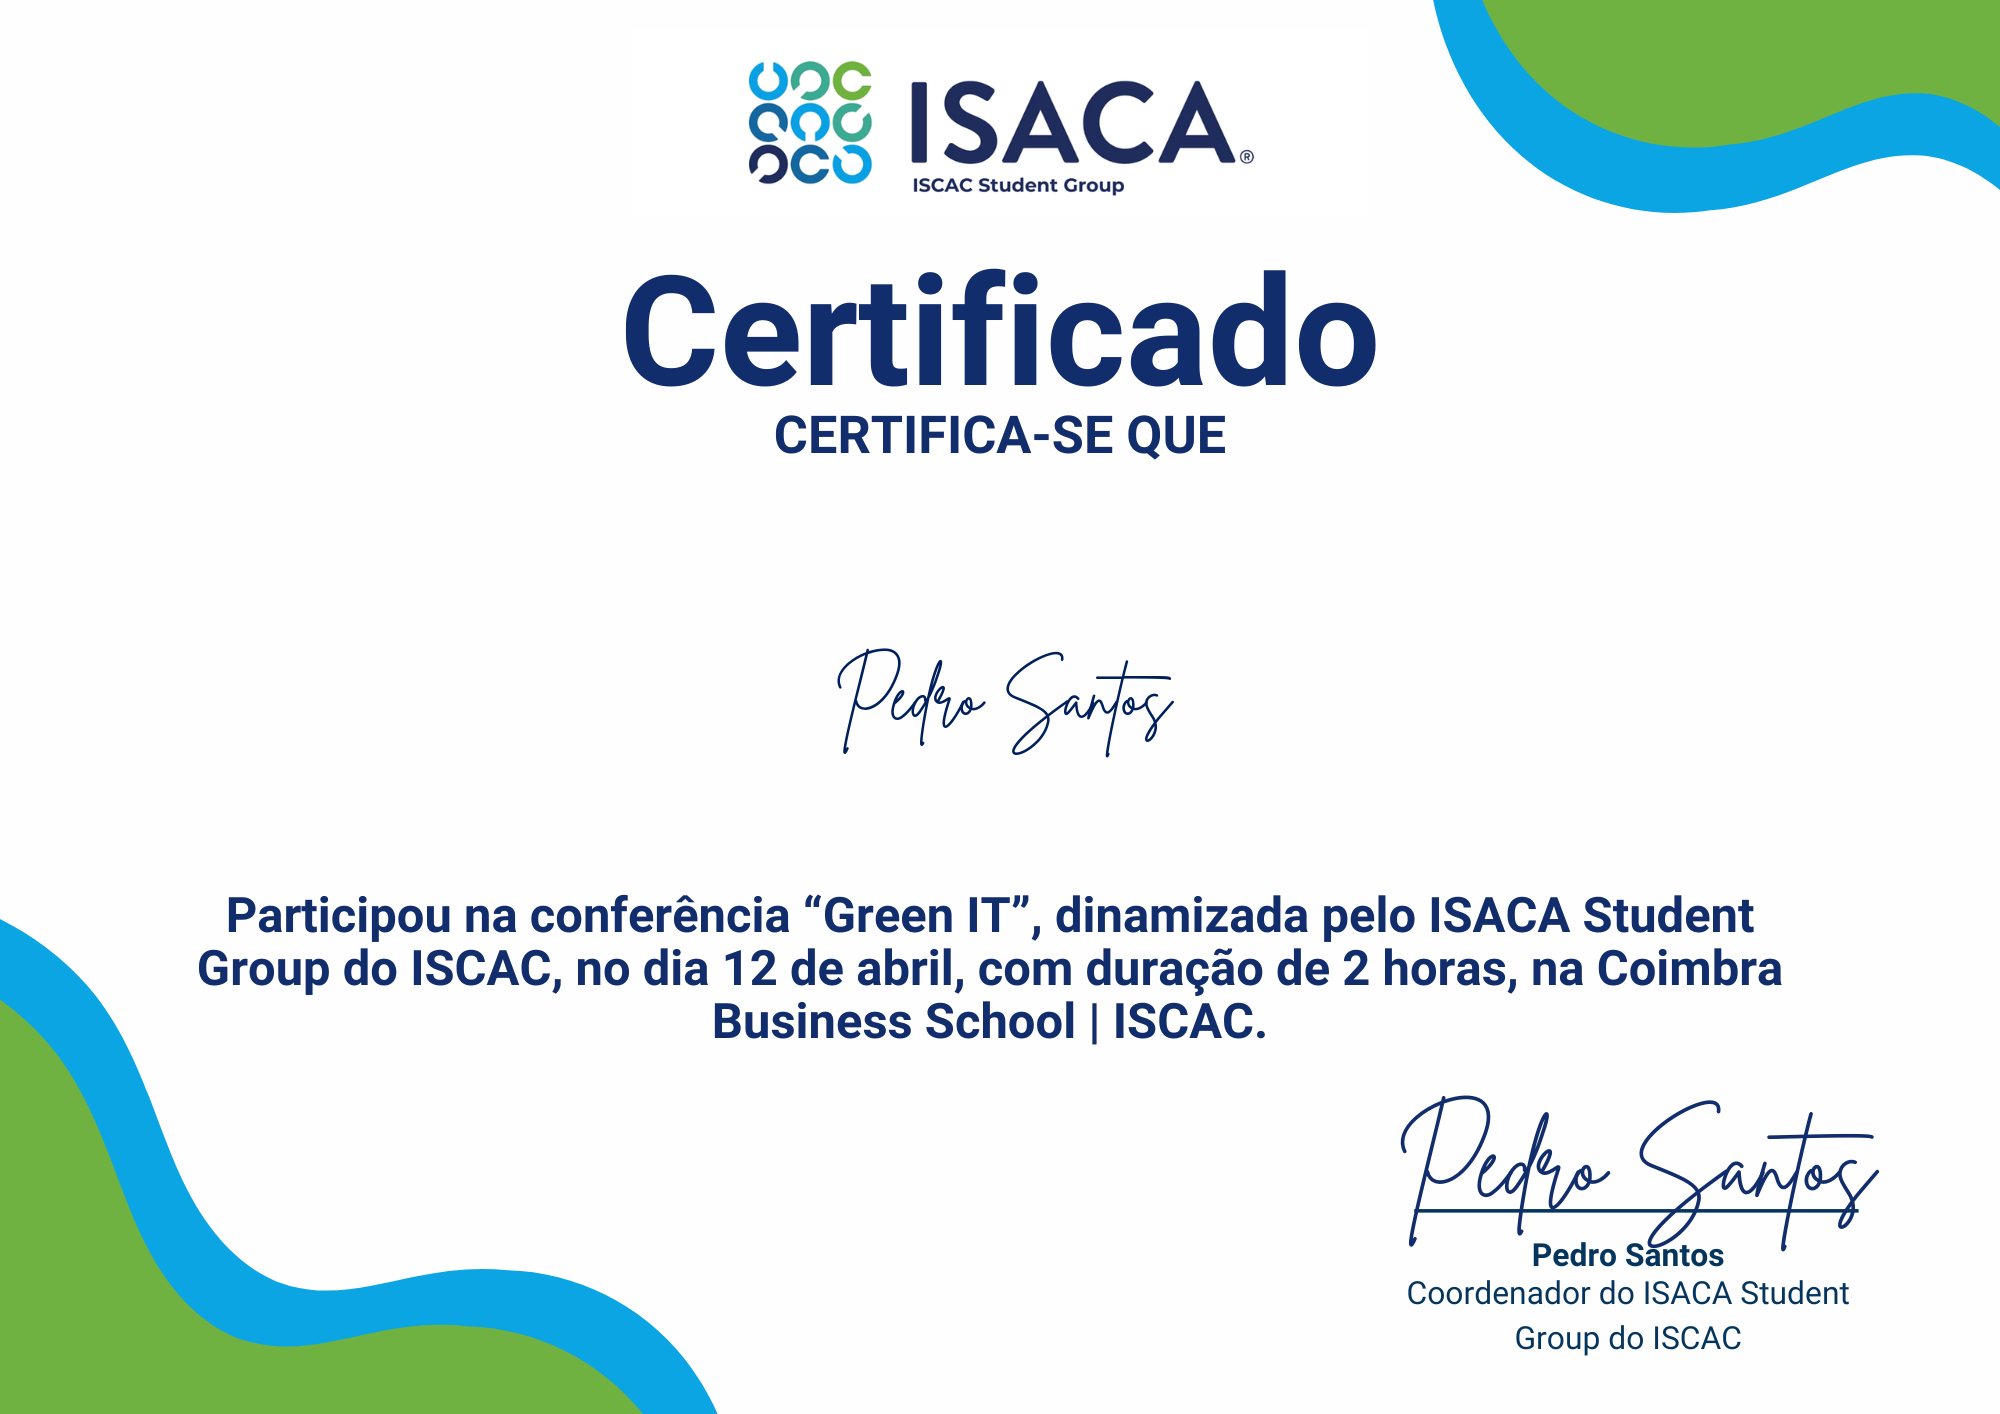 ISACA®
ISCAC Student Group
Certificado
CERTIFICA-SE QUE
Pedro Santos
Participou na conferência “Green IT”, dinamizada pelo ISACA Student
Group do ISCAC, no dia 12 de abril, com duração de 2 horas, na Coimbra
Business School | ISCAC.
Pedro Santos
Pedro Santos
Coordenador do ISACA Student
Group do ISCAC